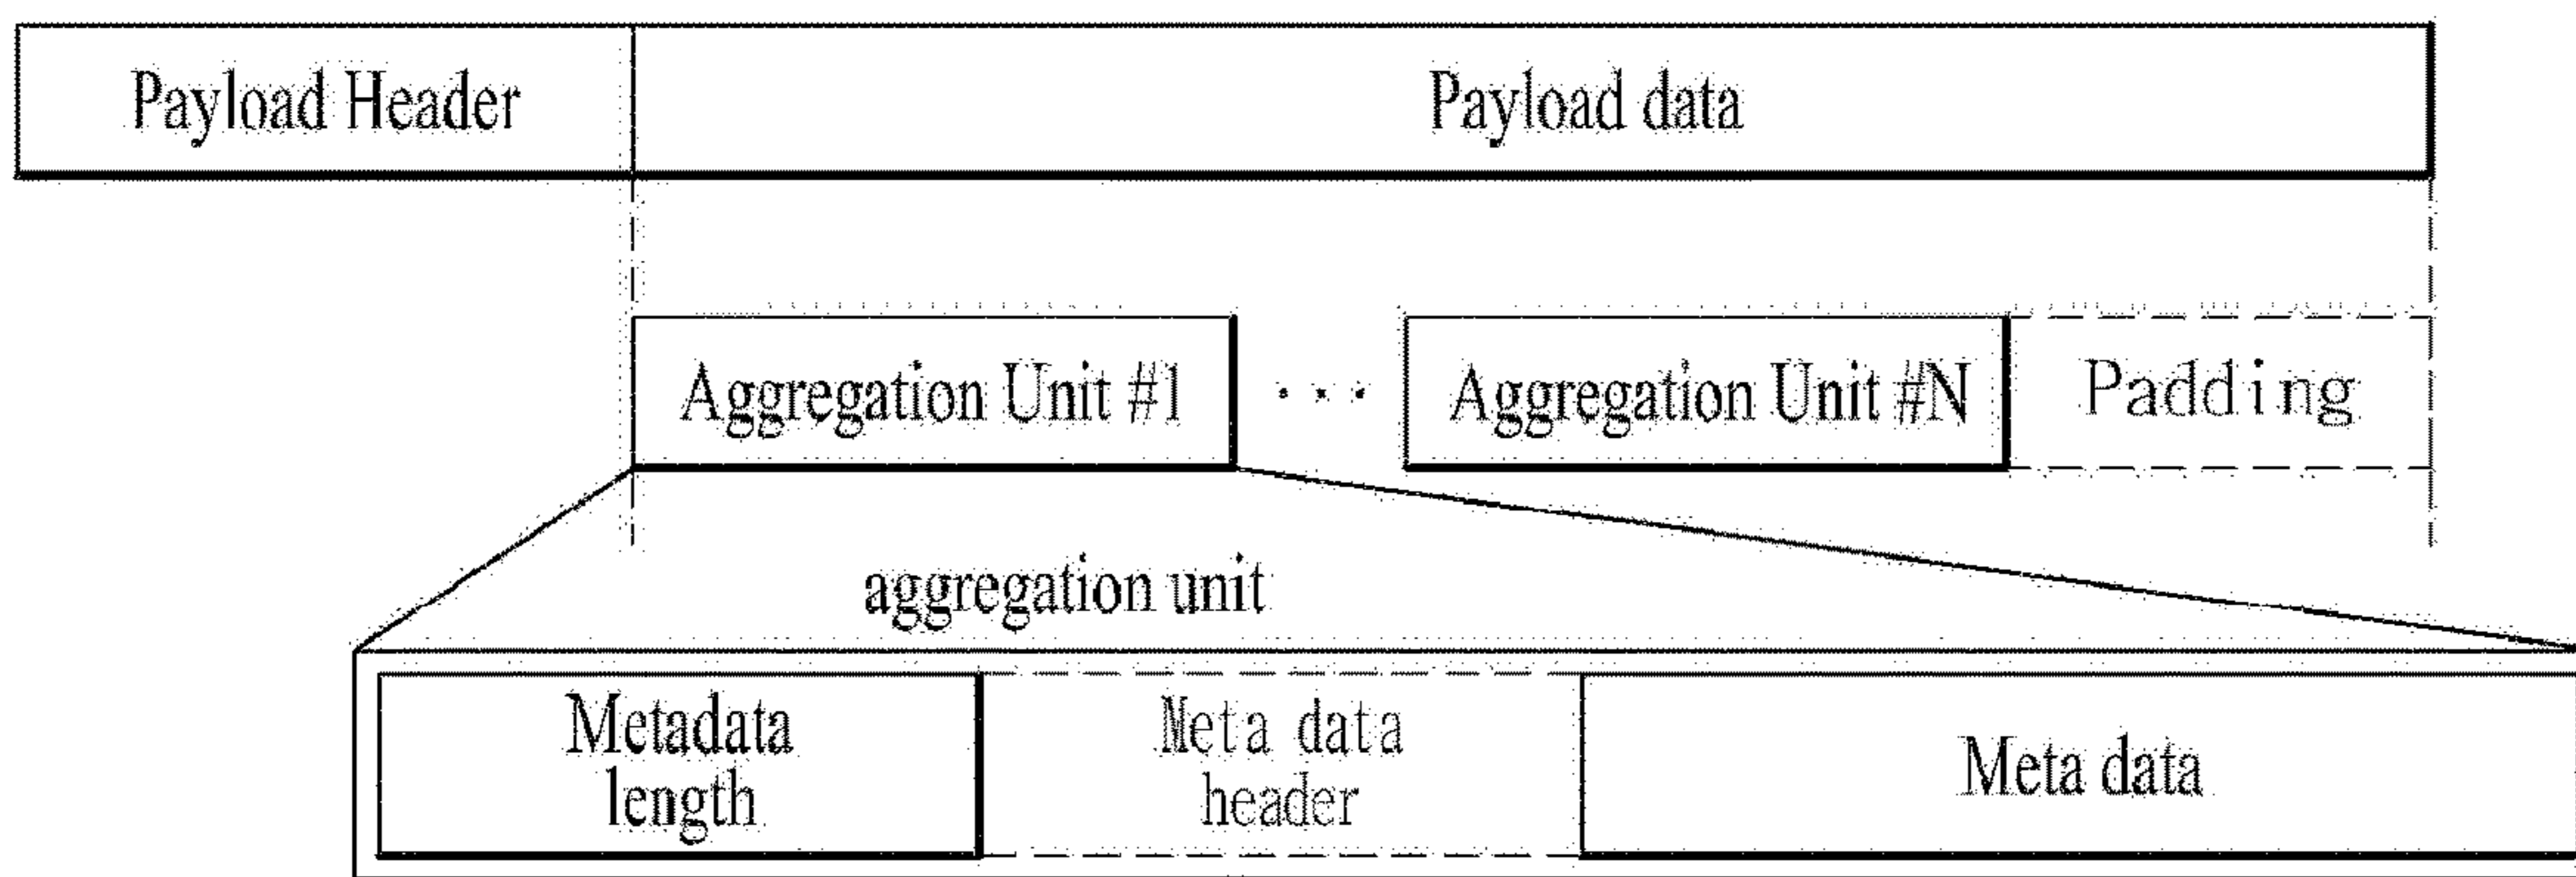 Payload Header
Payload data
Aggregation Unit #1
...
Aggregation Unit #N
Padding
aggregation unit
Metadata
length
Meta data
header
Meta data